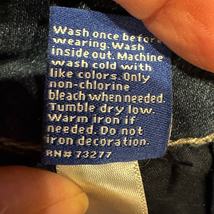 Wash once before
wearing. Wash
inside out. Machine
wash cold with
like colors. Only
non-chlorine
bleach when needed.
Tumble dry low.
Warm iron if
needed. Do not
iron decoration.
RN# 73277